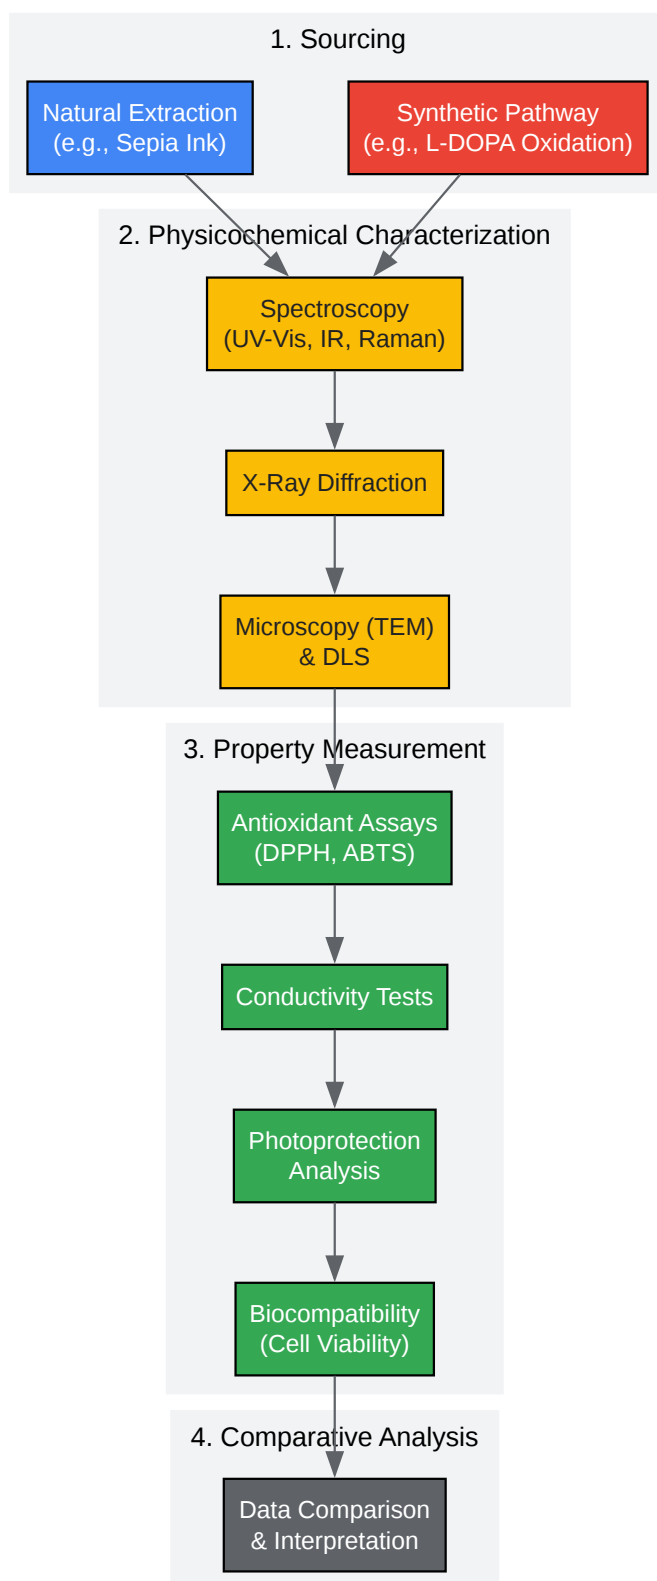 1. Sourcing
Natural Extraction
(e.g., Sepia Ink)
Synthetic Pathway
(e.g., L-DOPA Oxidation)
2. Physicochemical Characterization
Spectroscopy
(UV-Vis, IR, Raman)
X-Ray Diffraction
Microscopy (TEM)
& DLS
3. Property Measurement
Antioxidant Assays
(DPPH, ABTS)
Conductivity Tests
Photoprotection
Analysis
Biocompatibility
(Cell Viability)
4. Comparative Analysis
Data Comparison
& Interpretation